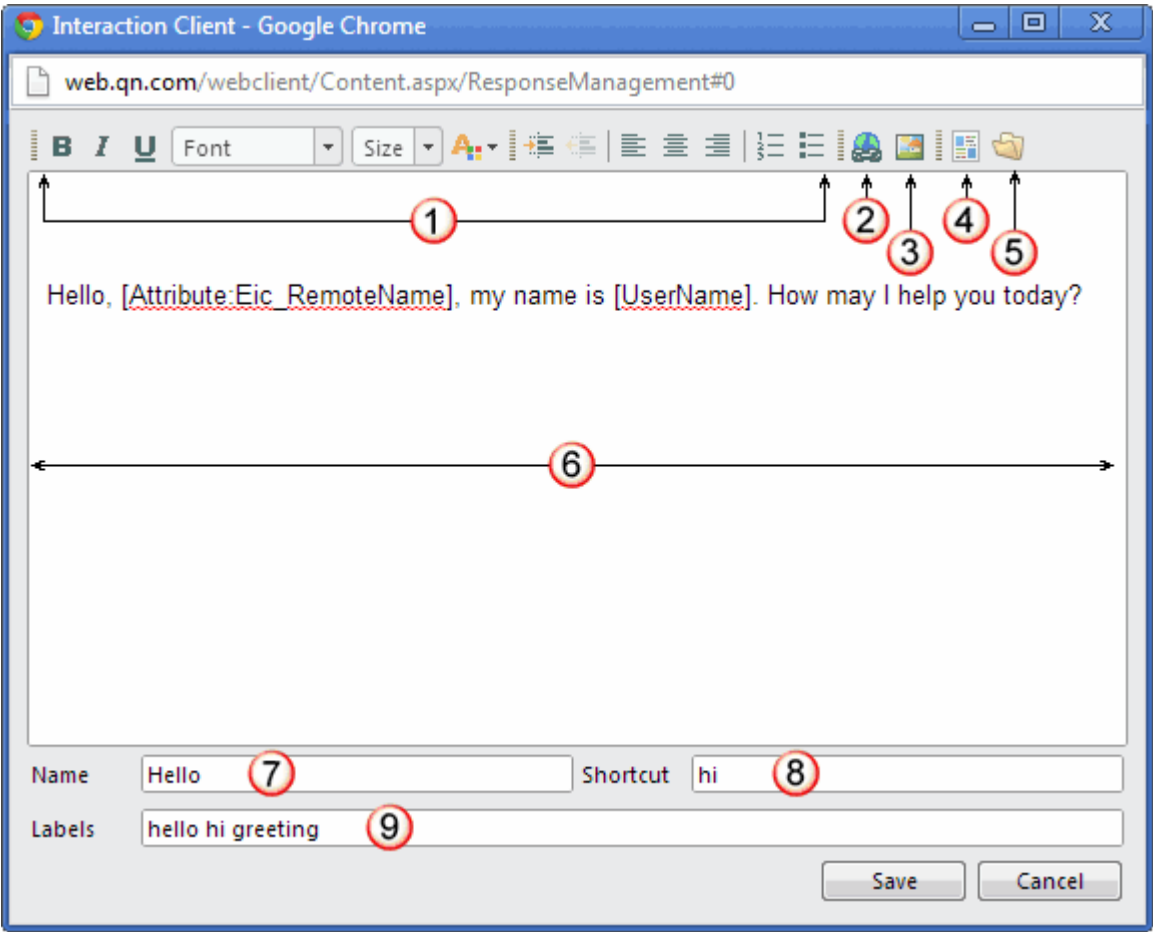 Interaction Client - Google Chrome
web.qn.com/webclient/Content.aspx/ResponseManagement#0
B I U Font Size A
1 2 3 4 5
Hello, [Attribute:Eic_RemoteName], my name is [UserName]. How may I help you today?
6
Name Hello 7 Shortcut hi 8
Labels hello hi greeting 9
Save Cancel